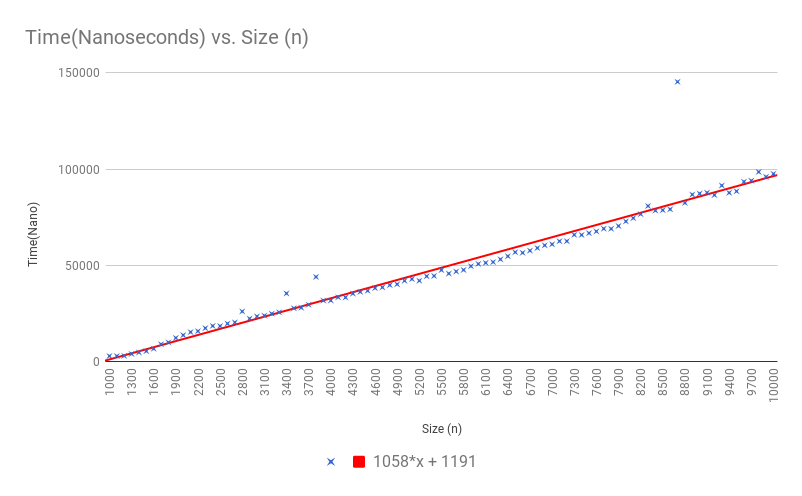 Time(Nanoseconds) vs. Size (n)
150000
100000
50000
0
Time(Nano)
1000 1300 1600 1900 2200 2500 2800 3100 3400 3700 4000 4300 4600 4900 5200 5500 5800 6100 6400 6700 7000 7300 7600 7900 8200 8500 8800 9100 9400 9700 10000
Size (n)
1058*x + 1191